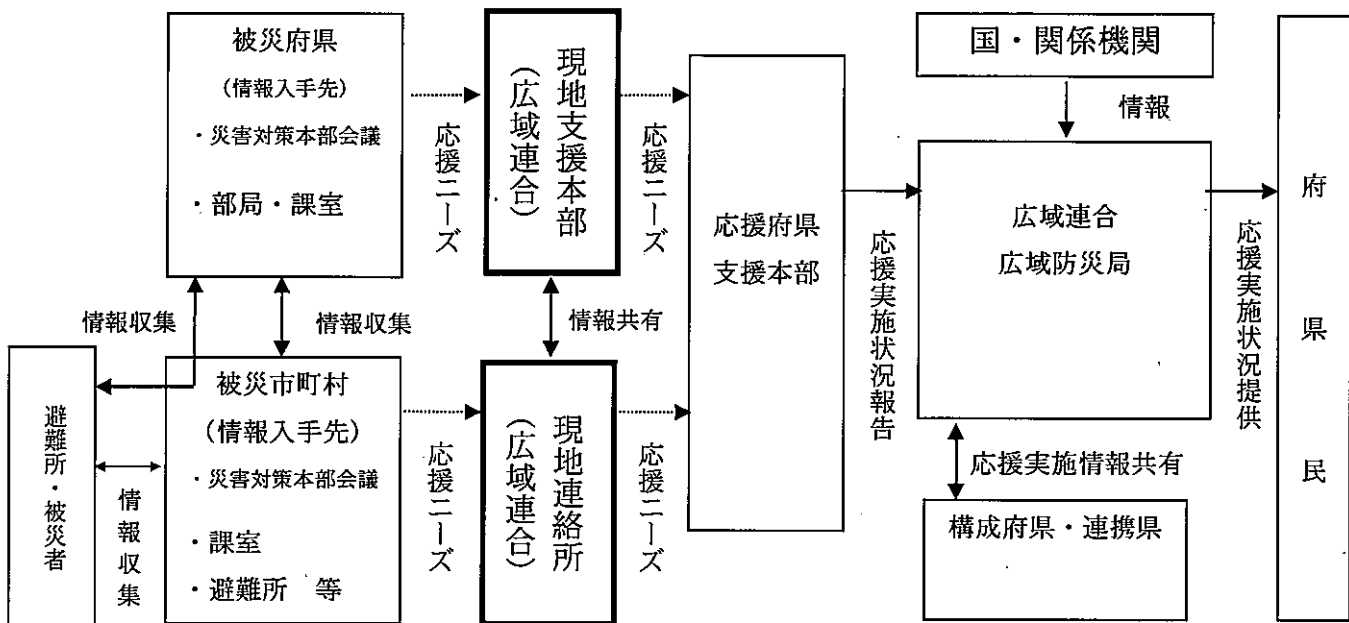 被災府県
(情報入手先)
・災害対策本部会議
・部局・課室
応援ニーズ
現地支援本部
(広域連合)
応援ニーズ
国・関係機関
情報
応援府県
支援本部
応援実施状況報告
広域連合
広域防災局
応援実施状況提供
府県民
情報収集
情報収集
情報共有
避難所・被災者
情報収集
被災市町村
(情報入手先)
・災害対策本部会議
・課室
・避難所 等
応援ニーズ
現地連絡所
(広域連合)
応援ニーズ
応援実施情報共有
構成府県・連携県